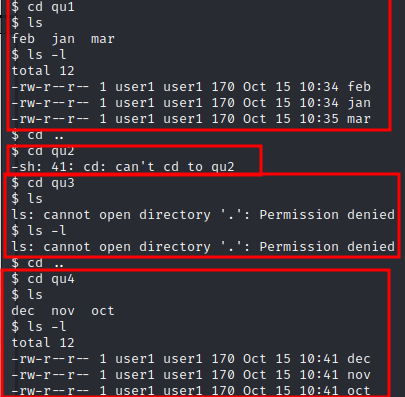 $ cd qu1
$ ls
feb  jan  mar
$ ls -l
total 12
-rw-r--r-- 1 user1 user1 170 Oct 15 10:34 feb
-rw-r--r-- 1 user1 user1 170 Oct 15 10:34 jan
-rw-r--r-- 1 user1 user1 170 Oct 15 10:35 mar
$ cd ..
$ cd qu2
-sh: 41: cd: can't cd to qu2
$ cd qu3
$ ls
ls: cannot open directory '.': Permission denied
$ ls -l
ls: cannot open directory '.': Permission denied
$ cd ..
$ cd qu4
$ ls
dec  nov  oct
$ ls -l
total 12
-rw-r--r-- 1 user1 user1 170 Oct 15 10:41 dec
-rw-r--r-- 1 user1 user1 170 Oct 15 10:41 nov
-rw-r--r-- 1 user1 user1 170 Oct 15 10:41 oct